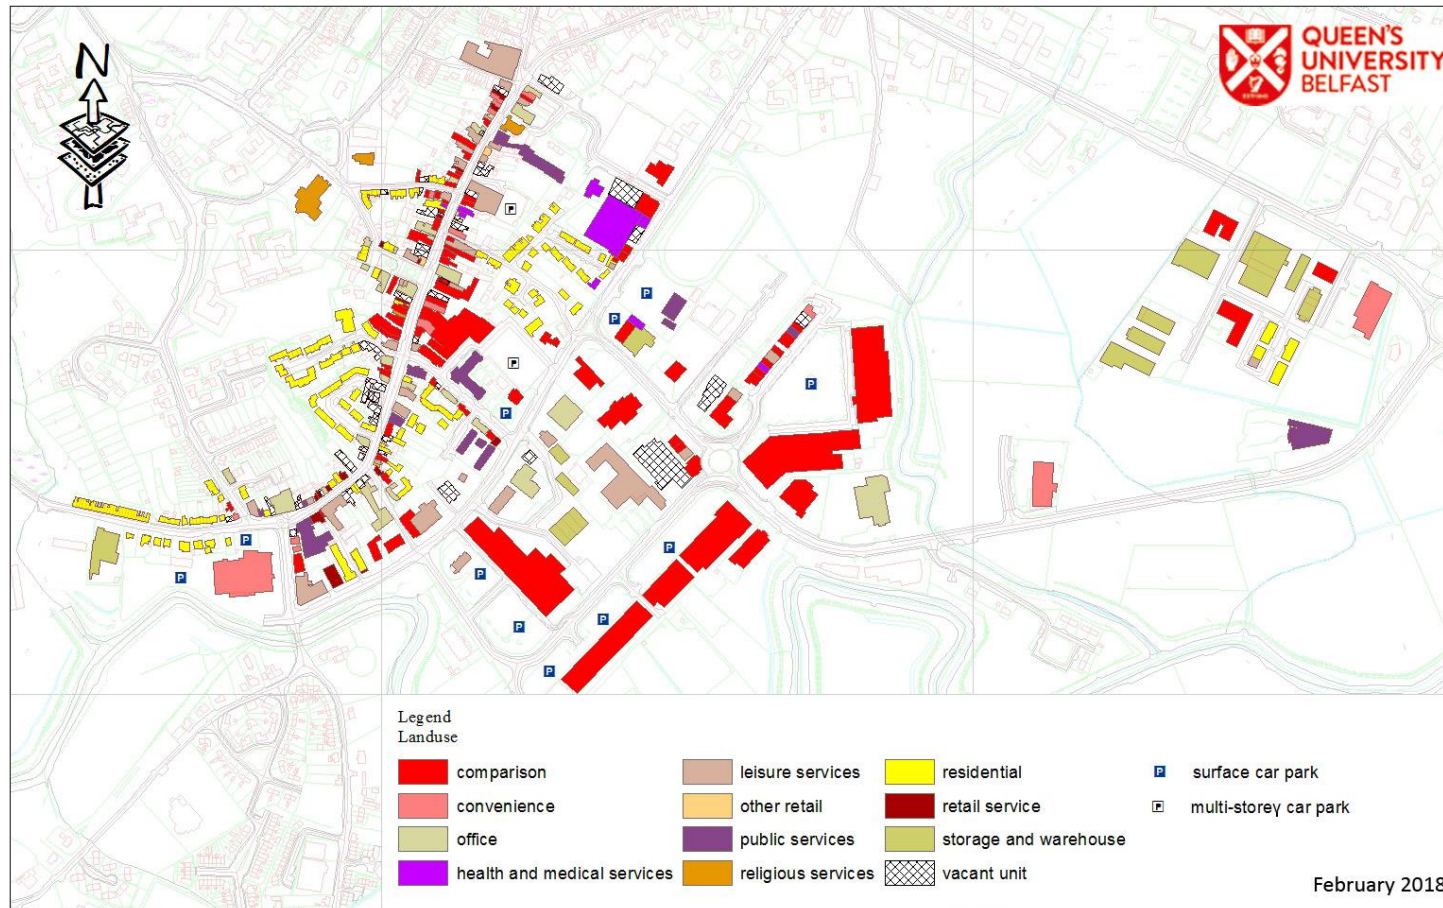 N
QUEEN'S
UNIVERSITY
BELFAST
P
P
P
P
P
P
P
P
P
P
P
P
P
Legend
Landuse
comparison
leisure services
residential
surface car park
convenience
other retail
retail service
multi-storey car park
office
public services
storage and warehouse
health and medical services
religious services
vacant unit
February 2018